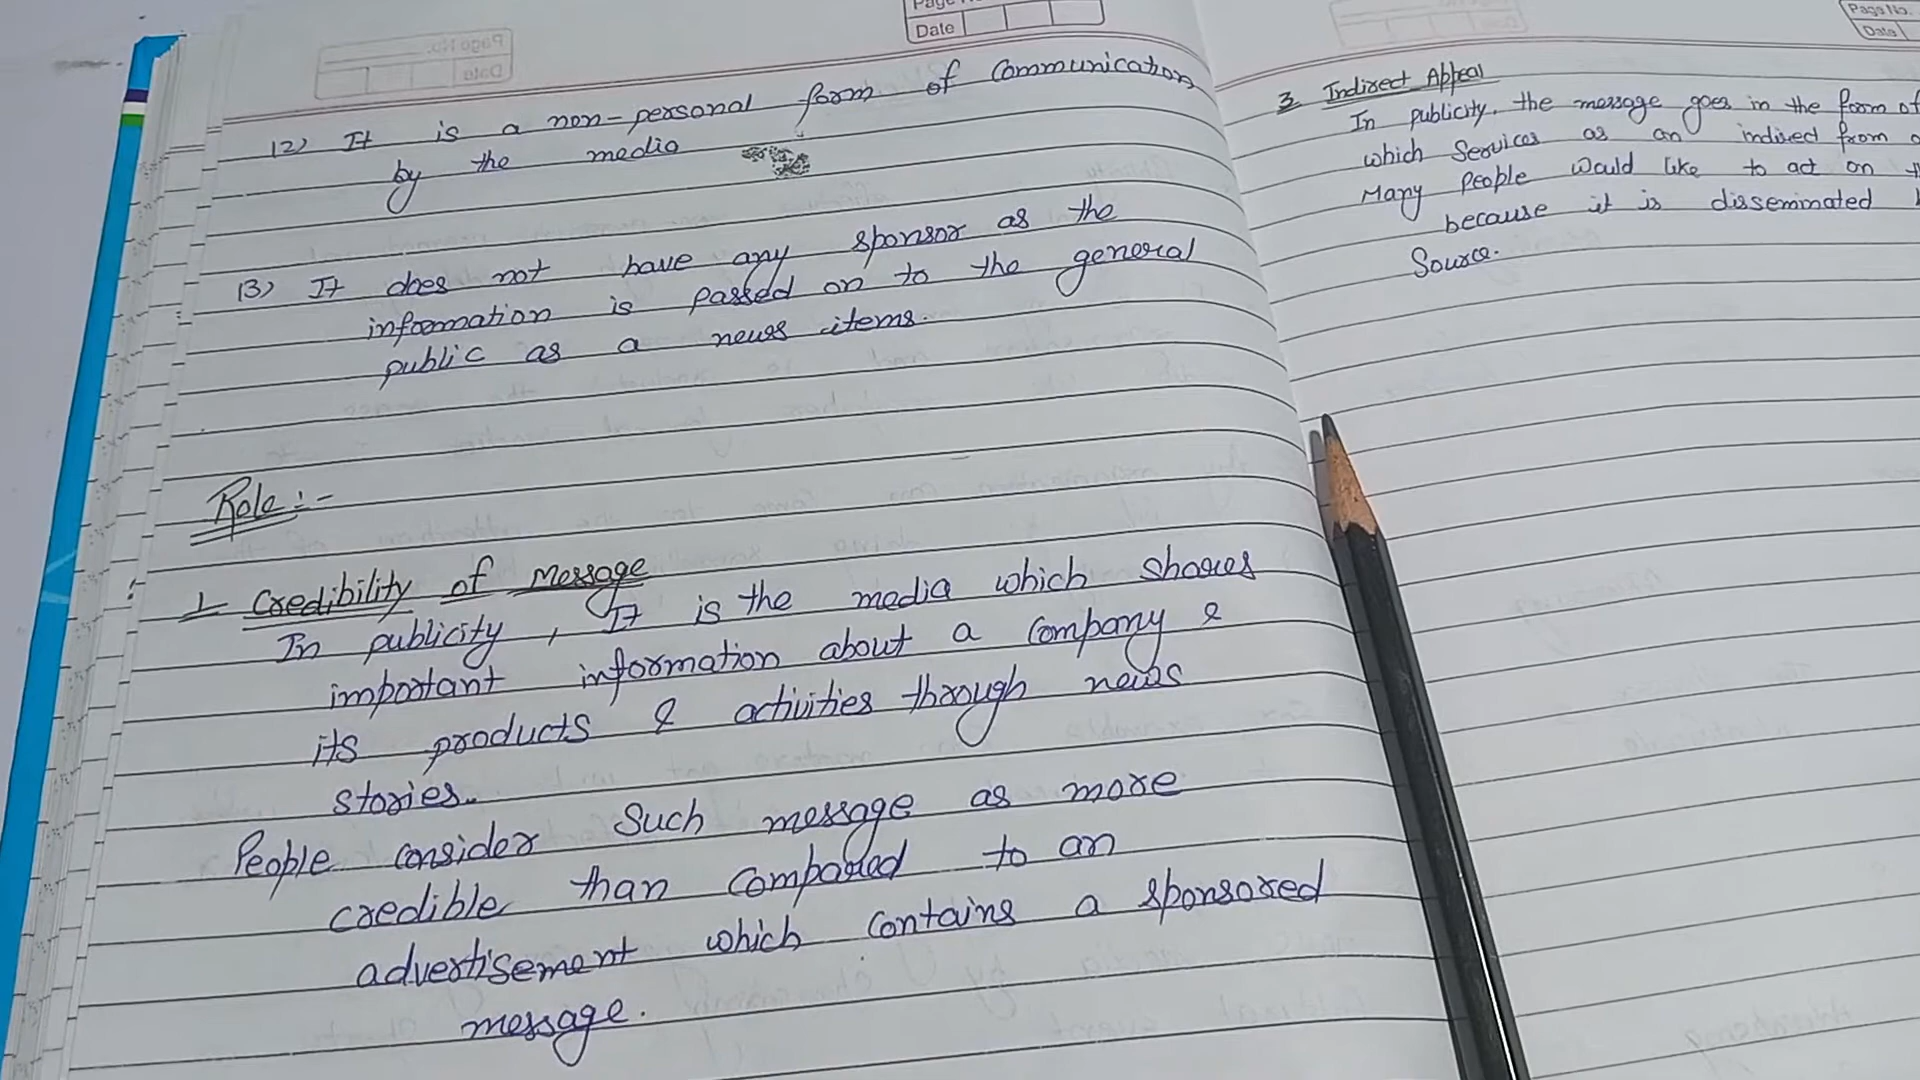 Page No.
Date
12) It is a non-personal form of Communication
by the media
13) It does not have any sponsor as the
information is passed on to the general
public as a news items.
Role:-
1 Credibility of Message
In publicity, It is the media which shares
important information about a Company &
its products & activities through news
stories.
People consider Such message as more
credible than Compared to an
advertisement which Contains a sponsored
message.
Page No.
Date
3 Indirect Appeal
In publicity, the message goes in the form of
which Services as an indirect from
Many people would like to act on
because it is disseminated
Source.